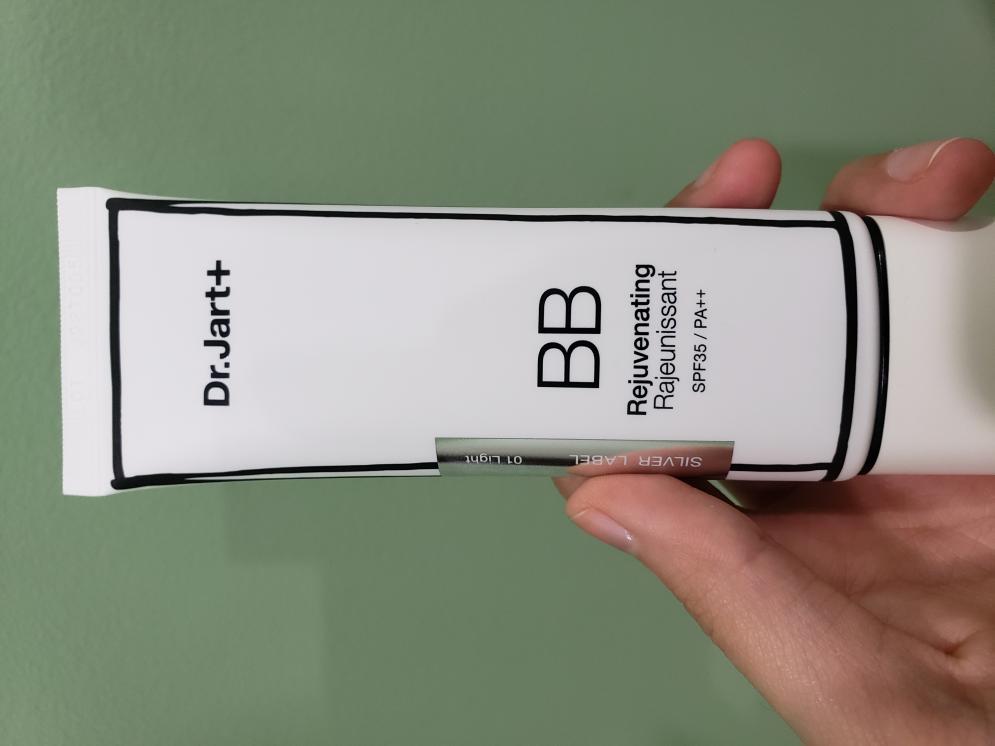 Dr.Jart+
BB
Rejuvenating
Rajeunissant
SPF35 / PA++
SILVER LABEL 01 Light